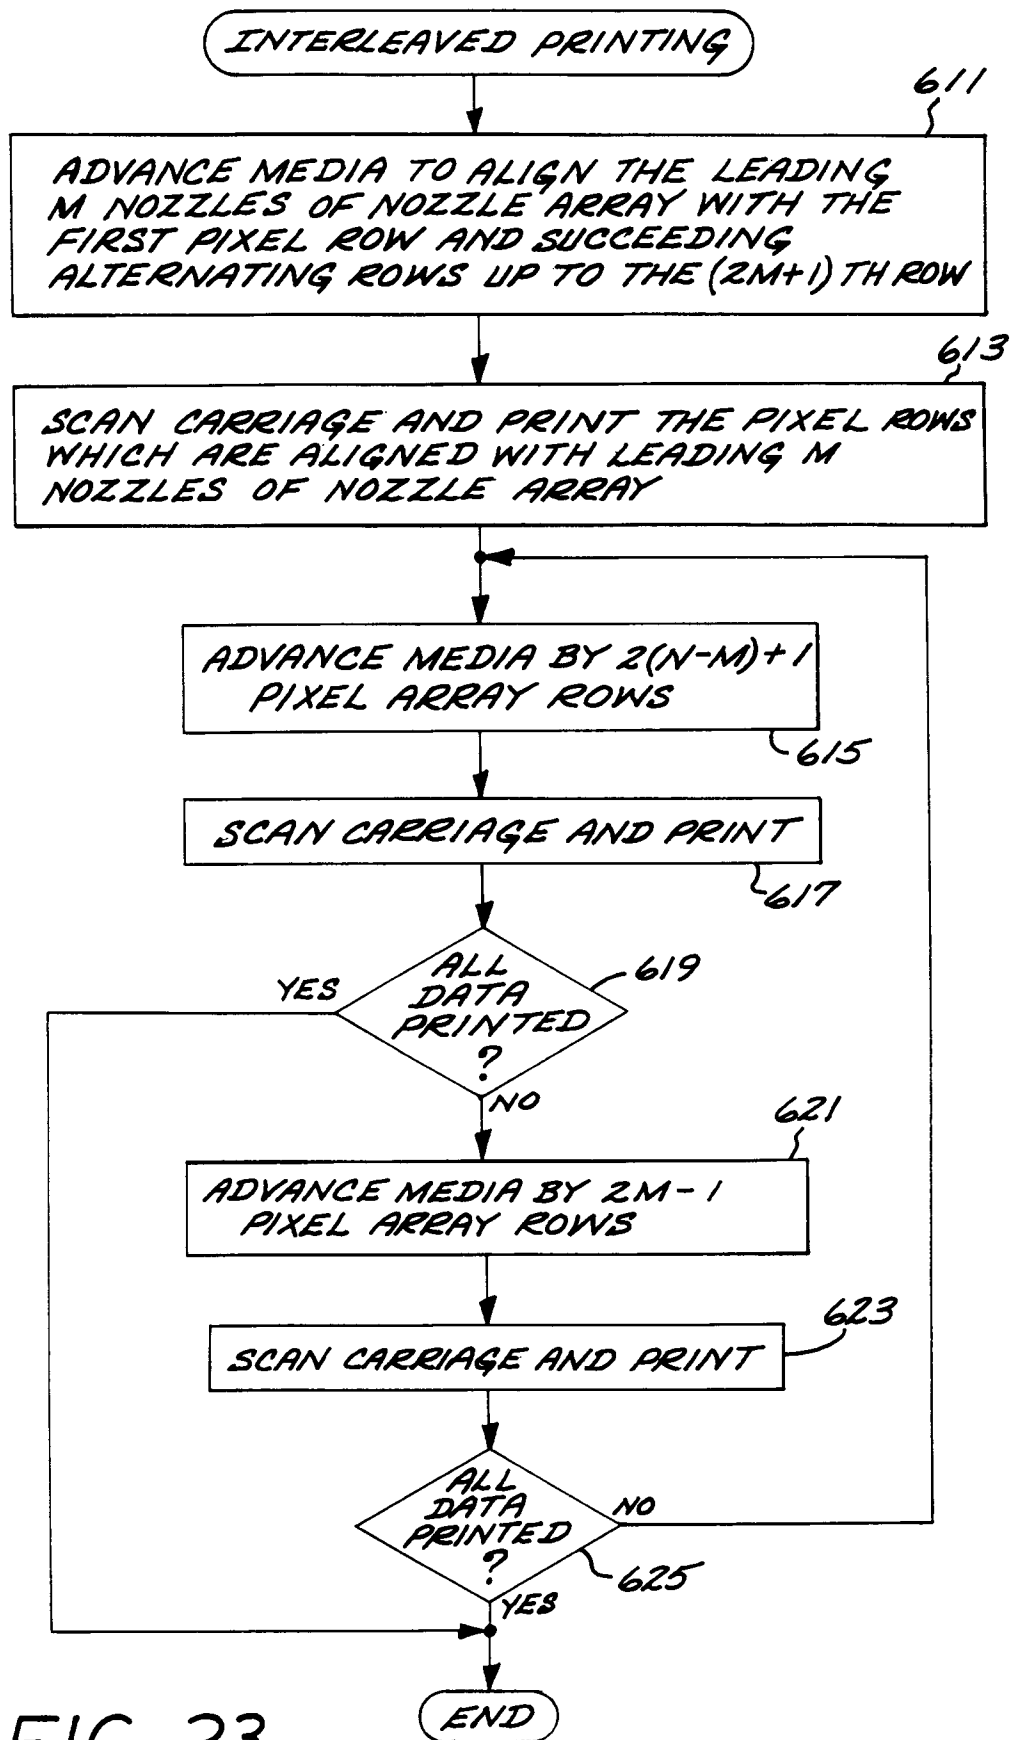 INTERLEAVED PRINTING
611
ADVANCE MEDIA TO ALIGN THE LEADING
M NOZZLES OF NOZZLE ARRAY WITH THE
FIRST PIXEL ROW AND SUCCEEDING
ALTERNATING ROWS UP TO THE (2M+1) TH ROW
613
SCAN CARRIAGE AND PRINT THE PIXEL ROWS
WHICH ARE ALIGNED WITH LEADING M
NOZZLES OF NOZZLE ARRAY
ADVANCE MEDIA BY 2(N-M)+1
PIXEL ARRAY ROWS
615
SCAN CARRIAGE AND PRINT
617
ALL
DATA
PRINTED
?
619
YES
NO
621
ADVANCE MEDIA BY 2M-1
PIXEL ARRAY ROWS
623
SCAN CARRIAGE AND PRINT
ALL
DATA
PRINTED
?
NO
625
YES
END
FIG. 23